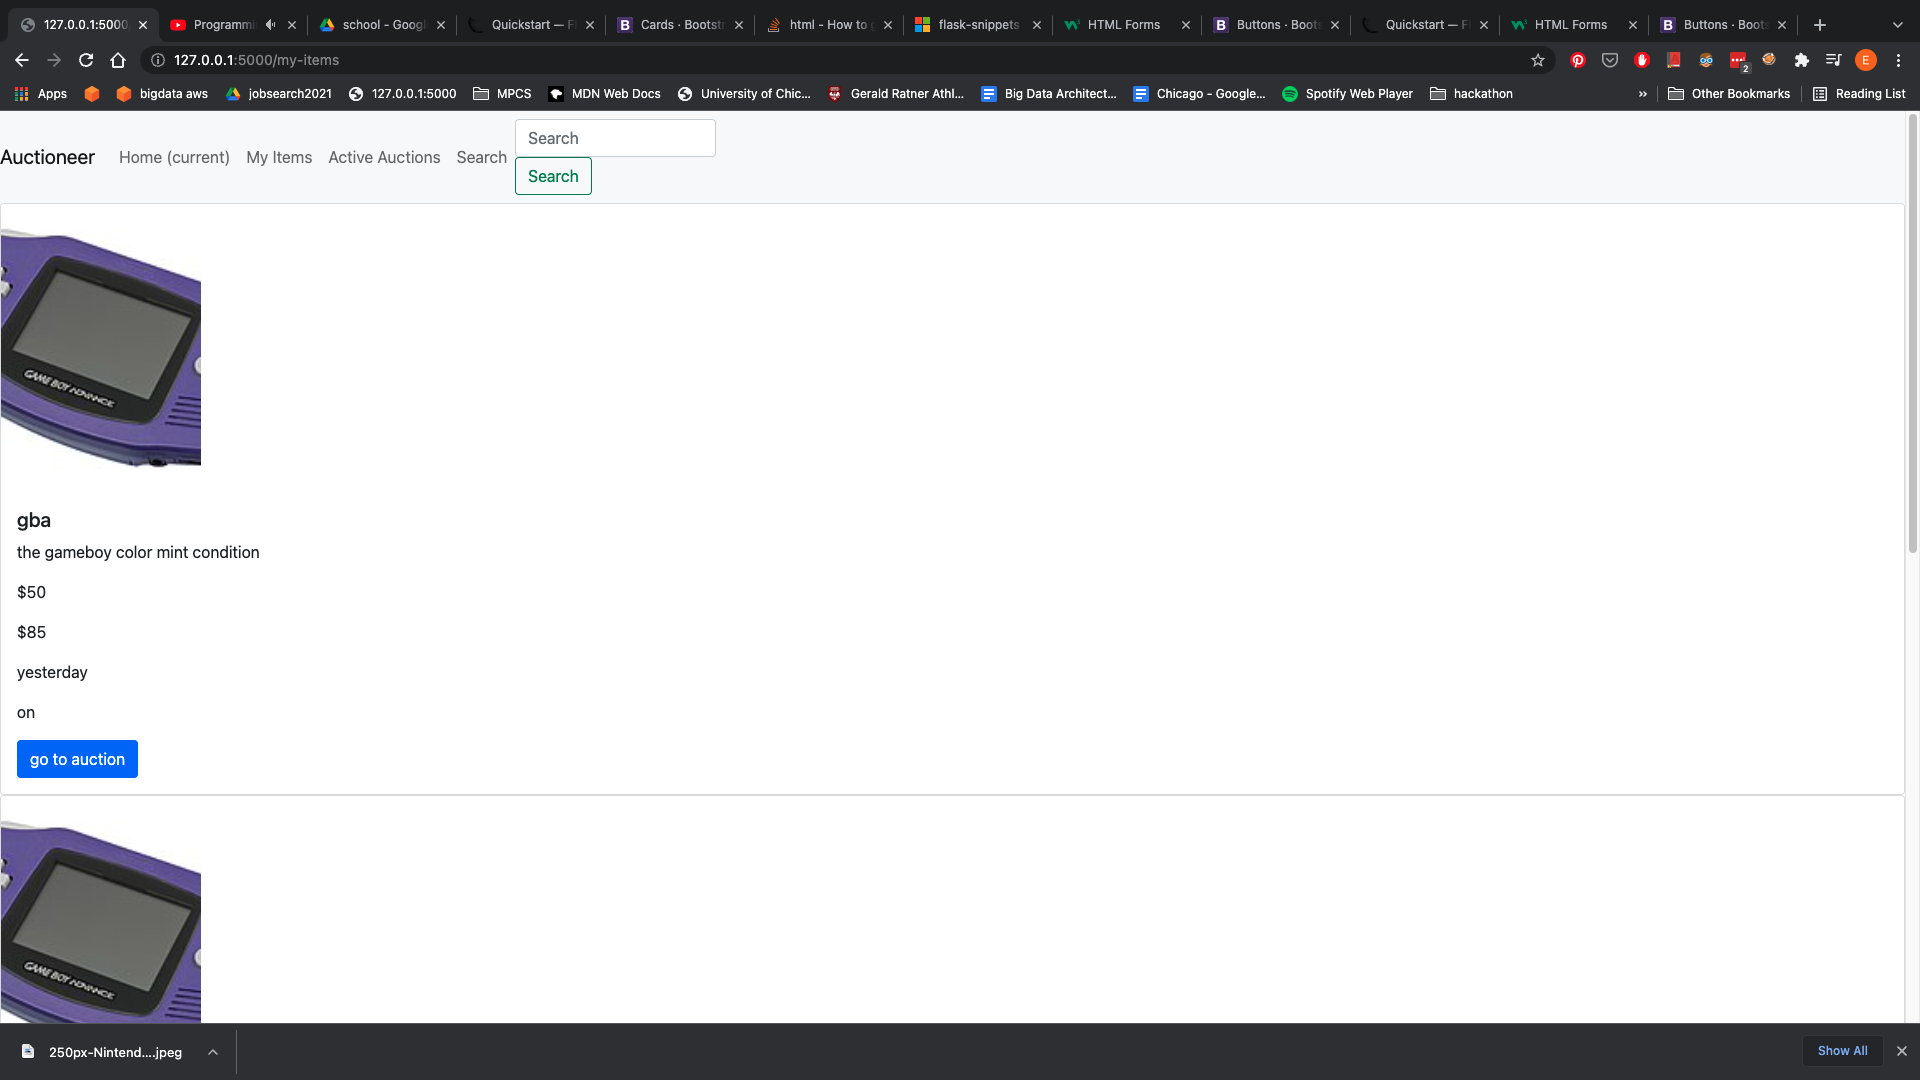 127.0.0.1:5000
Programmi
school - Googl
Quickstart — Fl
Cards · Bootstr
html - How to g
flask-snippets
HTML Forms
Buttons · Boots
Quickstart — Fl
HTML Forms
Buttons · Boots
127.0.0.1:5000/my-items
2
E
Apps
bigdata aws
jobsearch2021
127.0.0.1:5000
MPCS
MDN Web Docs
University of Chic...
Gerald Ratner Athl...
Big Data Architect...
Chicago - Google...
Spotify Web Player
hackathon
»
Other Bookmarks
Reading List
Auctioneer
Home (current)
My Items
Active Auctions
Search
Search
Search
GAME BOY ADVANCE
gba
the gameboy color mint condition
$50
$85
yesterday
on
go to auction
GAME BOY ADVANCE
250px-Nintend....jpeg
Show All